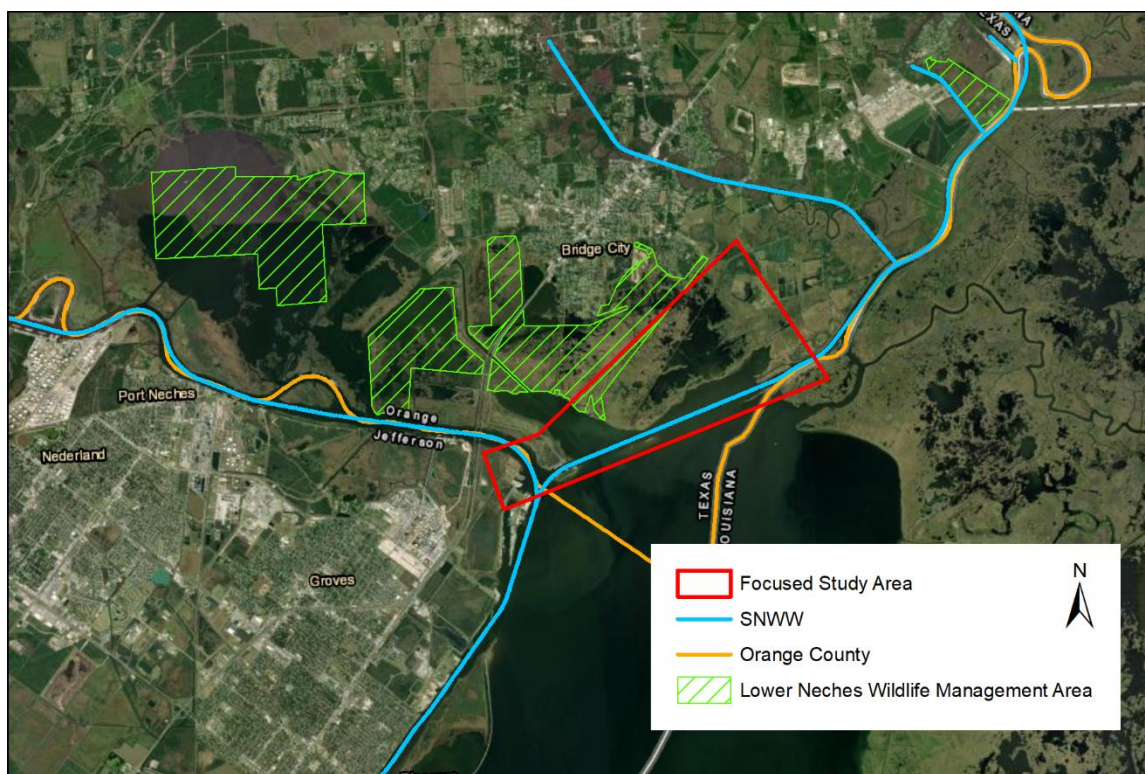 TEXAS
Bridge City
Port Neches
Orange
Jefferson
Nederland
TEXAS
LOUISIANA
Groves
Focused Study Area
SNWW
Orange County
Lower Neches Wildlife Management Area
N